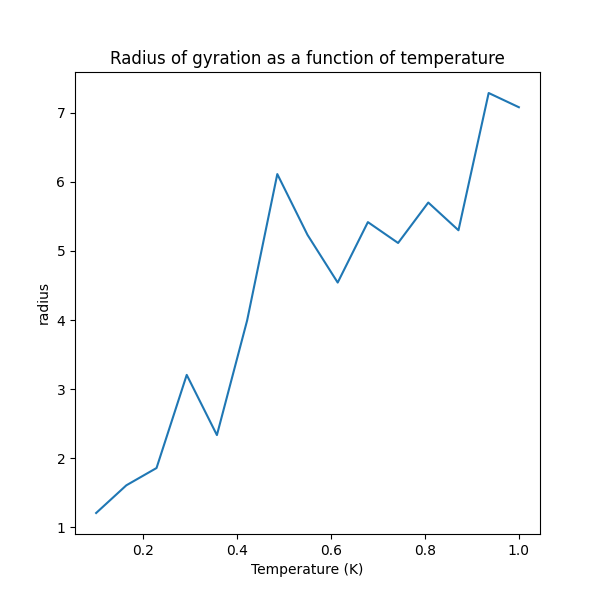 Radius of gyration as a function of temperature
7
6
5
4
3
2
1
radius
0.2 0.4 0.6 0.8 1.0
Temperature (K)